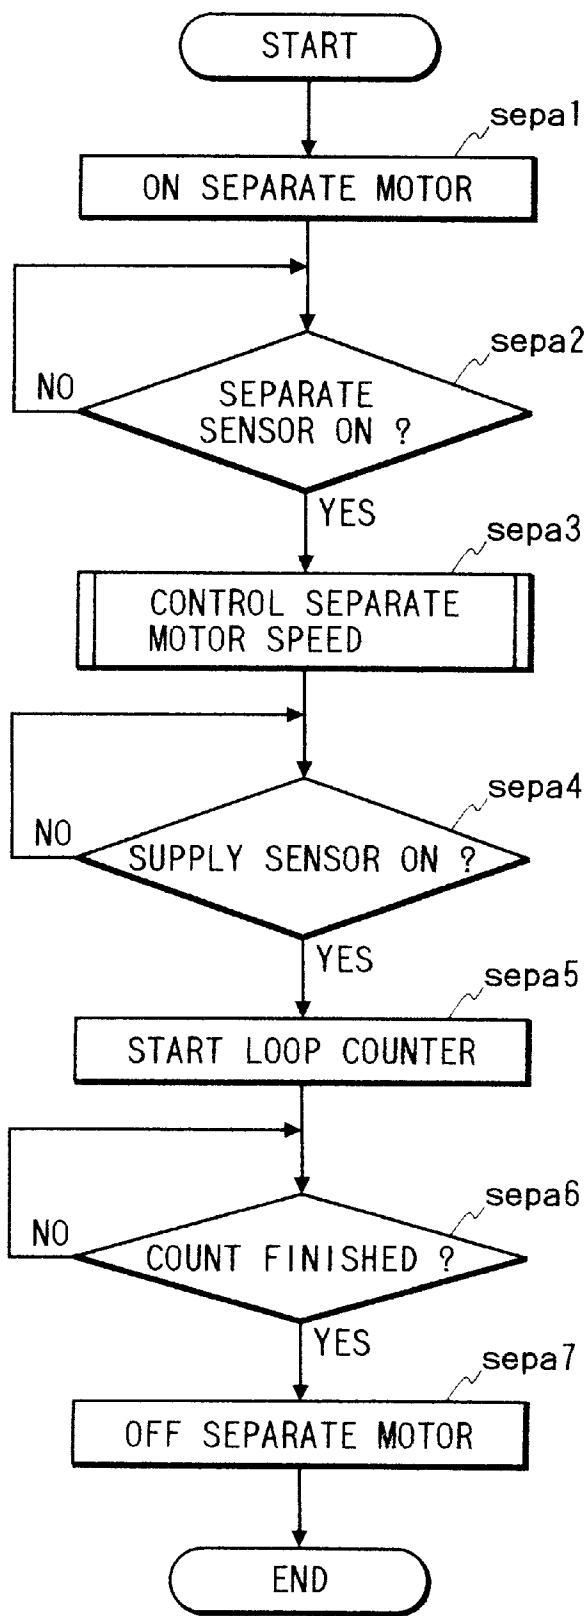 START
sepa1
ON SEPARATE MOTOR
sepa2
NO
SEPARATE
SENSOR ON ?
YES
sepa3
CONTROL SEPARATE
MOTOR SPEED
sepa4
NO
SUPPLY SENSOR ON ?
YES
sepa5
START LOOP COUNTER
sepa6
NO
COUNT FINISHED ?
YES
sepa7
OFF SEPARATE MOTOR
END